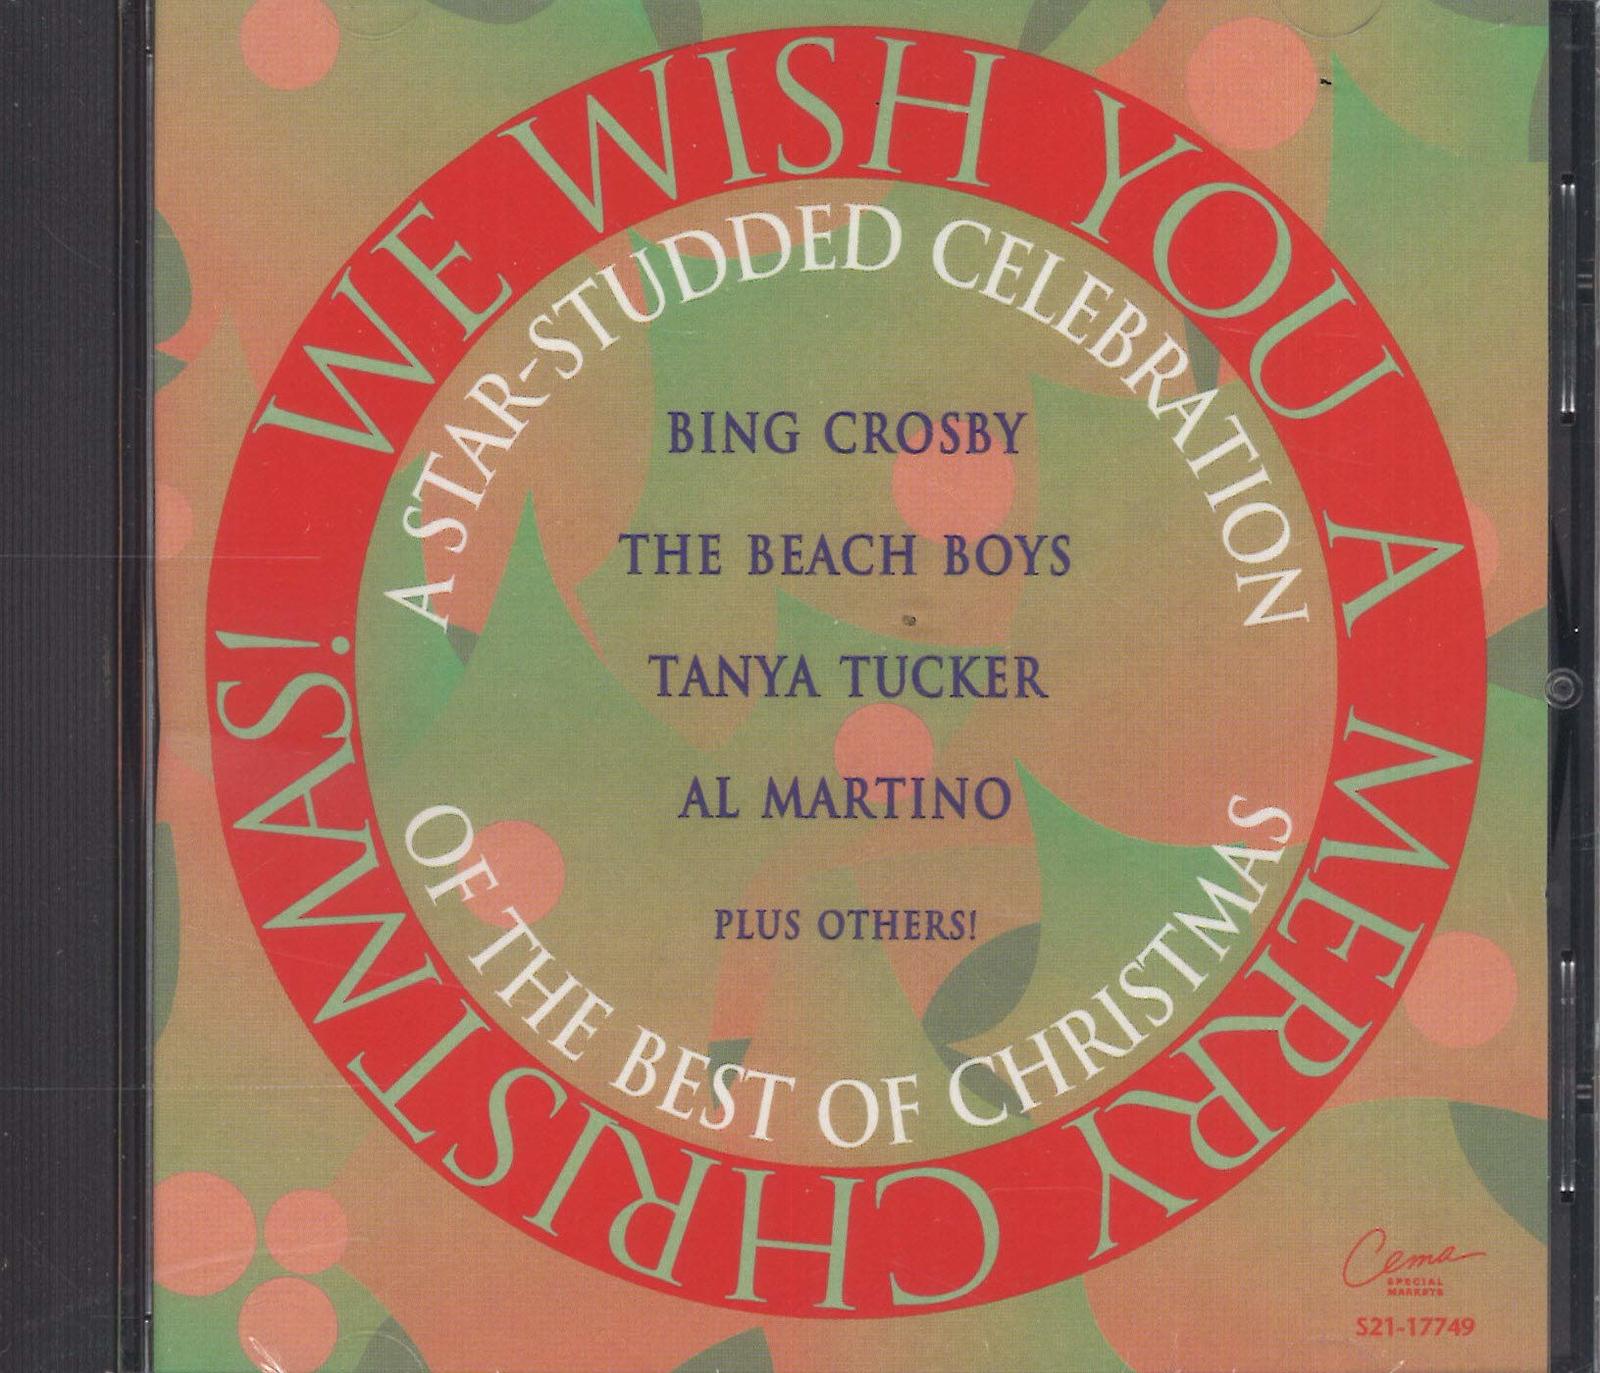 WE WISH YOU A MERRY CHRISTMAS!
A STAR-STUDDED CELEBRATION
BING CROSBY
THE BEACH BOYS
TANYA TUCKER
AL MARTINO
PLUS OTHERS!
OF THE BEST OF CHRISTMAS
Cema
SPECIAL
MARKETS
S21-17749